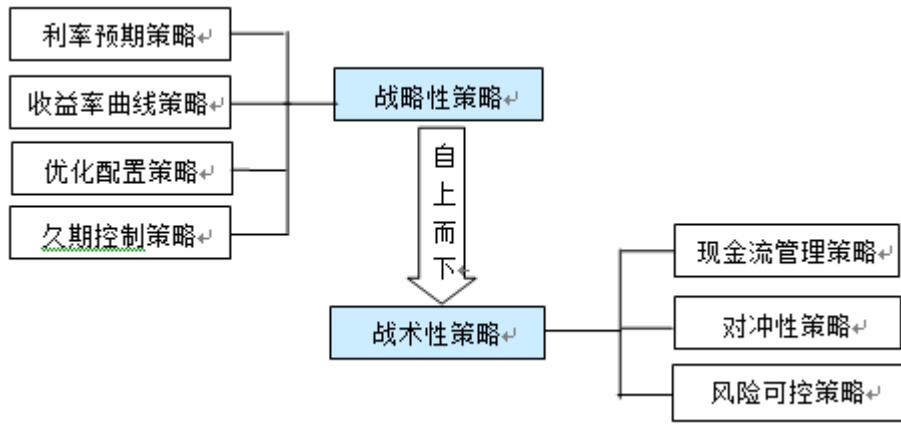 利率预期策略
收益率曲线策略
优化配置策略
久期控制策略
战略性策略
自
上
而
下
战术性策略
现金流管理策略
对冲性策略
风险可控策略